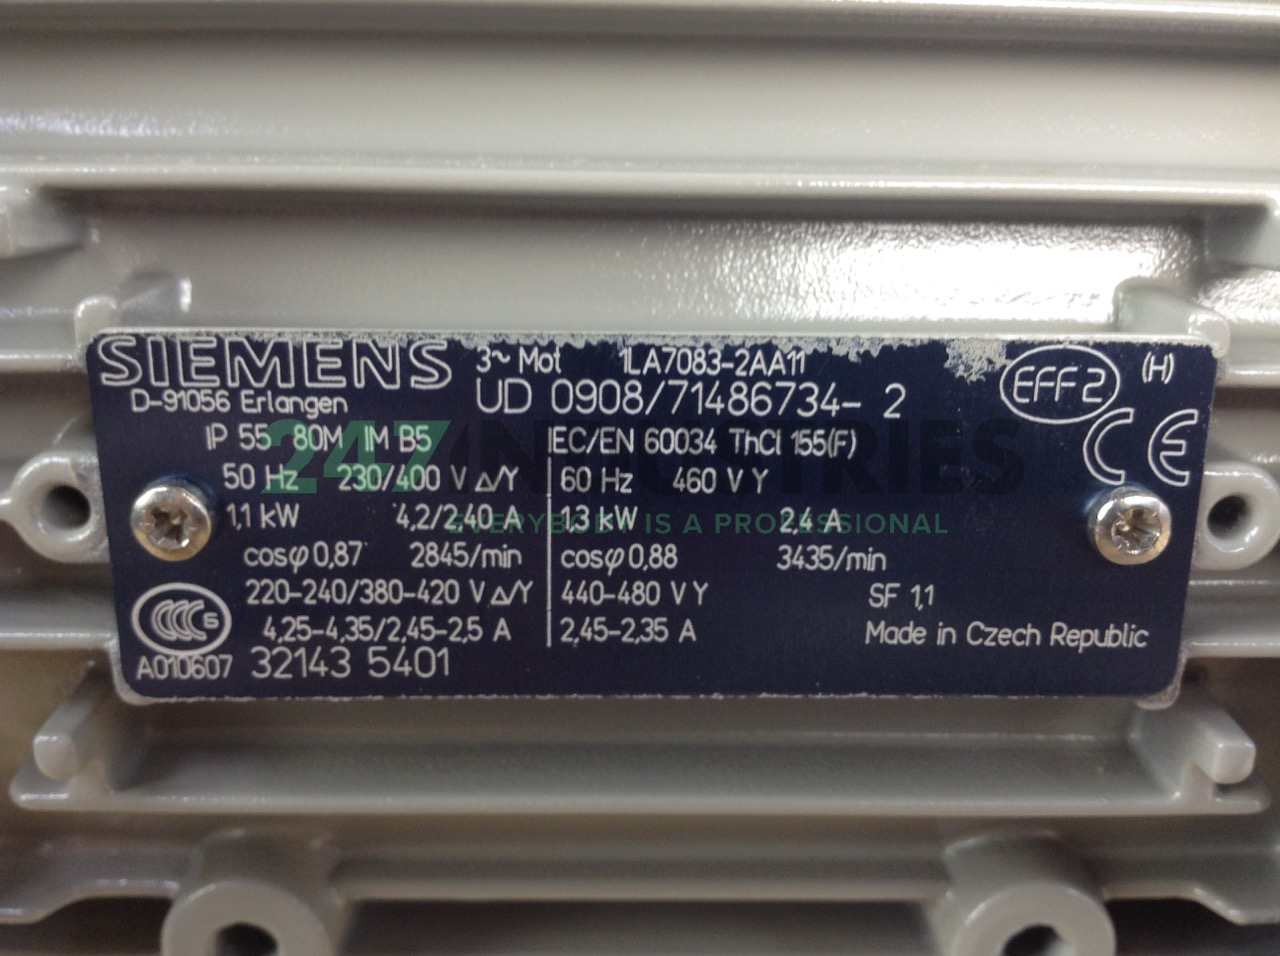 SIEMENS 3~ Mot 1LA7083-2AA11 EFF2 (H)
D-91056 Erlangen UD 0908/71486734- 2
IP 55 80M IM B5 IEC/EN 60034 ThCl 155(F) CE
50 Hz 230/400 V Δ/Y 60 Hz 460 V Y
1,1 kW 4,2/2,40 A 1,3 kW 2,4 A
cosφ 0,87 2845/min cosφ 0,88 3435/min
220-240/380-420 V Δ/Y 440-480 V Y SF 1,1
4,25-4,35/2,45-2,5 A 2,45-2,35 A Made in Czech Republic
CCC S
A010607 32143 5401
247 INDUSTRIES
EVERYBODY IS A PROFESSIONAL